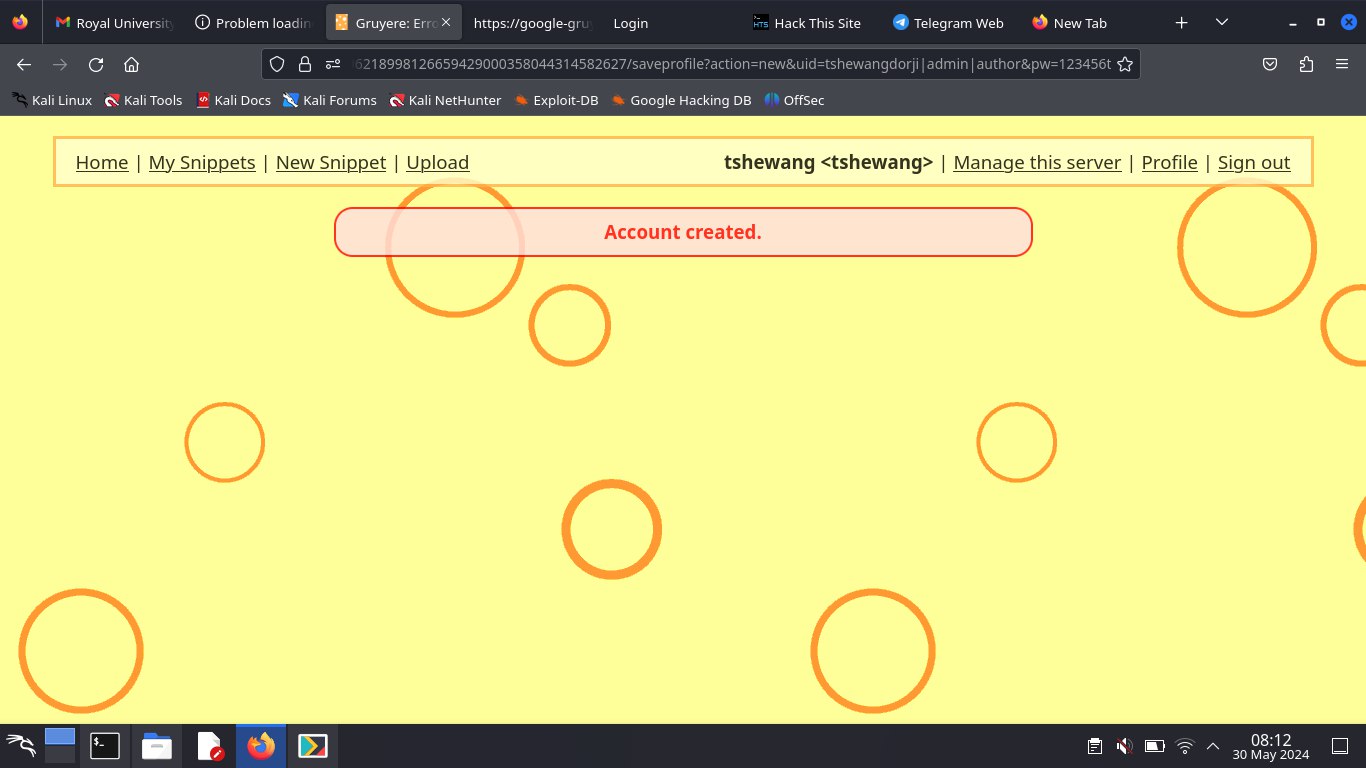 Royal University
Problem loadin
Gruyere: Erro
https://google-gru
Login
Hack This Site
Telegram Web
New Tab
62189981266594290003580443145​82627/saveprofile?action=new&uid=tshewangdorji|admin|author&pw=123456t
Kali Linux
Kali Tools
Kali Docs
Kali Forums
Kali NetHunter
Exploit-DB
Google Hacking DB
OffSec
Home | My Snippets | New Snippet | Upload
tshewang <tshewang> | Manage this server | Profile | Sign out
Account created.
08:12
30 May 2024